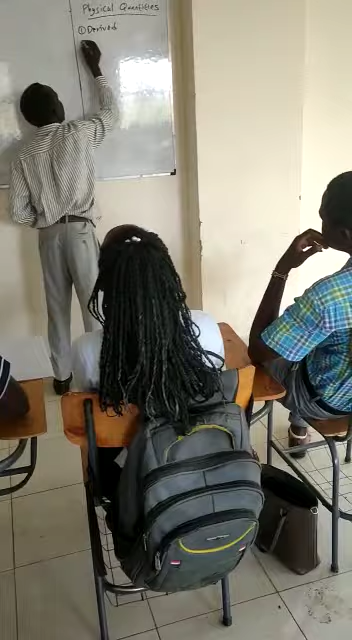 Physical Quantities
① Derived